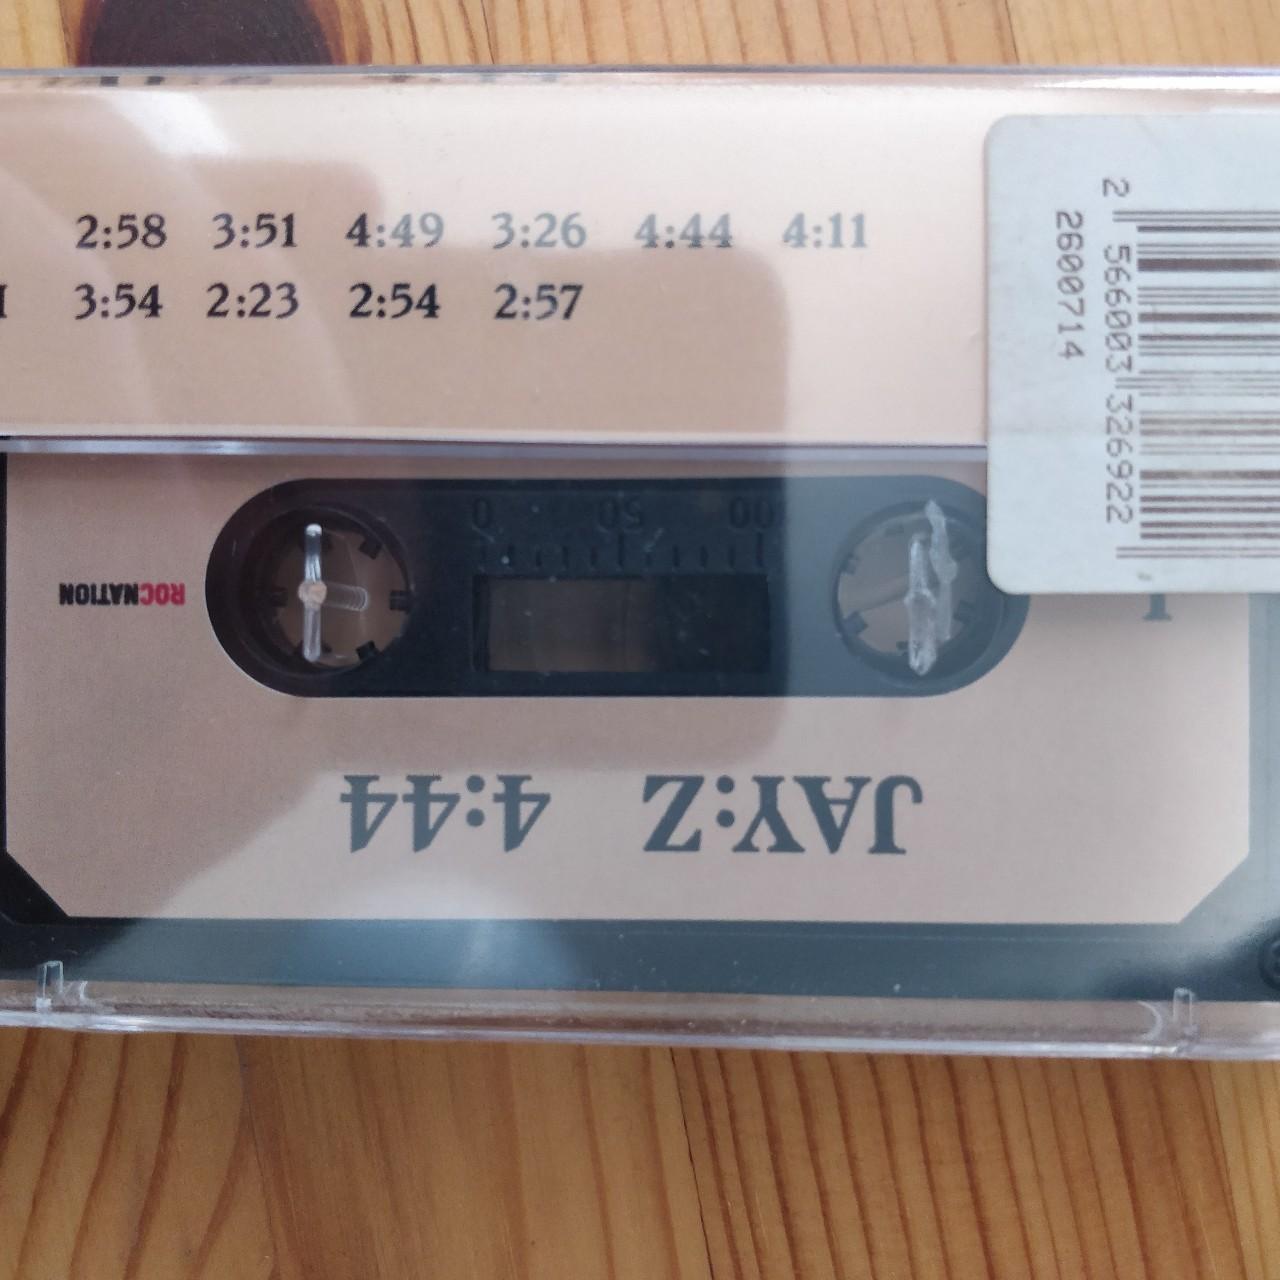 2:58 3:51 4:49 3:26 4:44 4:11
I 3:54 2:23 2:54 2:57
2 566003 326922
2600714
0 50 100
ROCNATION
I
JAY:Z 4:44